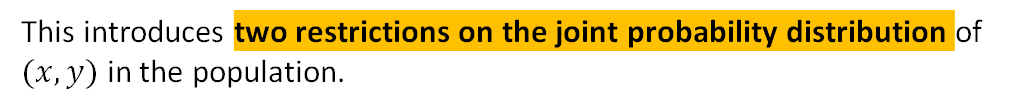 This introduces two restrictions on the joint probability distribution of
(x, y) in the population.